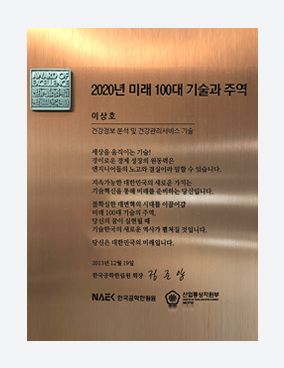 AWARD OF
EXCELLENCE
2020년 미래 100대 기술과 주역
이상호
건강정보 분석 및 건강관리서비스 기술
세상을 움직이는 기술!
경이로운 경제 성장의 원동력은
엔지니어들의 노고와 결실이라 말할 수 있습니다.
지속가능한 대한민국의 새로운 가치는
기술혁신을 통해 미래를 준비하는 당신입니다.
불확실한 대변혁의 시대를 이끌어갈
미래 100대 기술의 주역,
당신의 꿈이 실현될 때
기술한국의 새로운 역사가 펼쳐질 것입니다.
당신은 대한민국의 미래입니다.
2013년 12월 19일
한국공학한림원 회장
NAEK 한국공학한림원
산업통상자원부